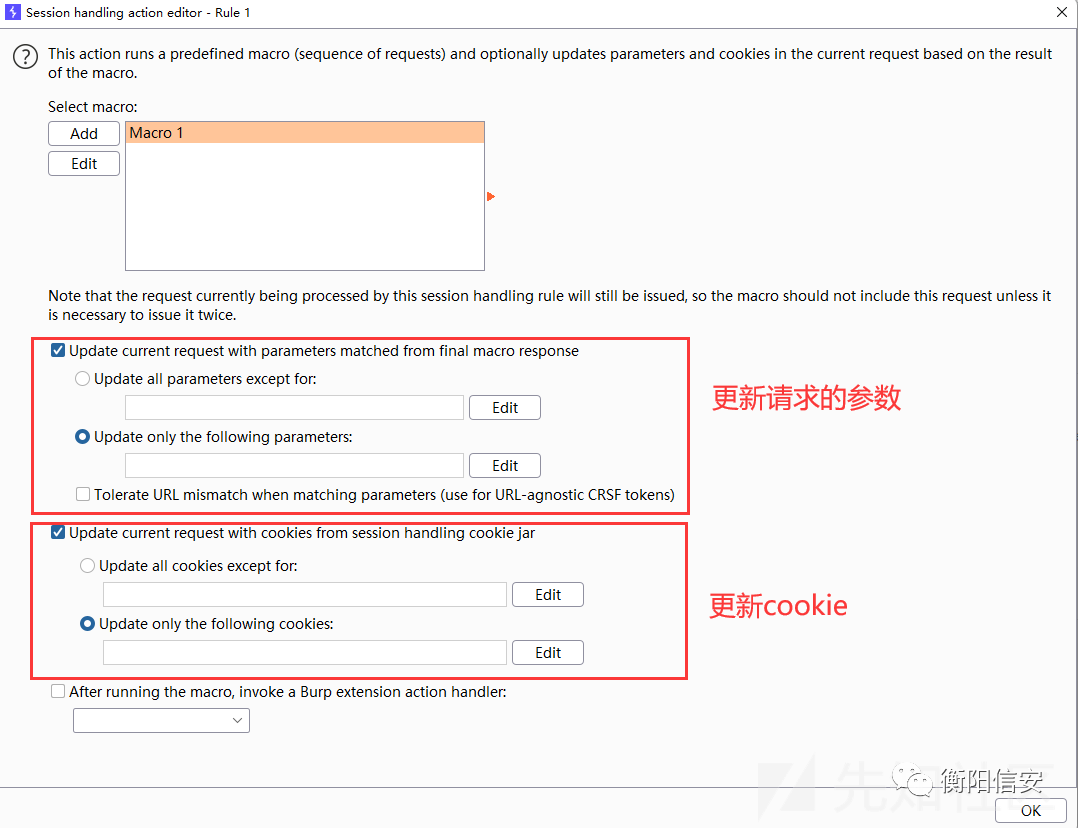 Session handling action editor - Rule 1
This action runs a predefined macro (sequence of requests) and optionally updates parameters and cookies in the current request based on the result
of the macro.
Select macro:
Add
Macro 1
Edit
Note that the request currently being processed by this session handling rule will still be issued, so the macro should not include this request unless it
is necessary to issue it twice.
Update current request with parameters matched from final macro response
Update all parameters except for:
更新请求的参数
Edit
Update only the following parameters:
Edit
Tolerate URL mismatch when matching parameters (use for URL-agnostic CRSF tokens)
Update current request with cookies from session handling cookie jar
Update all cookies except for:
Edit
更新cookie
Update only the following cookies:
Edit
After running the macro, invoke a Burp extension action handler:
先知社区
衡阳信安
OK